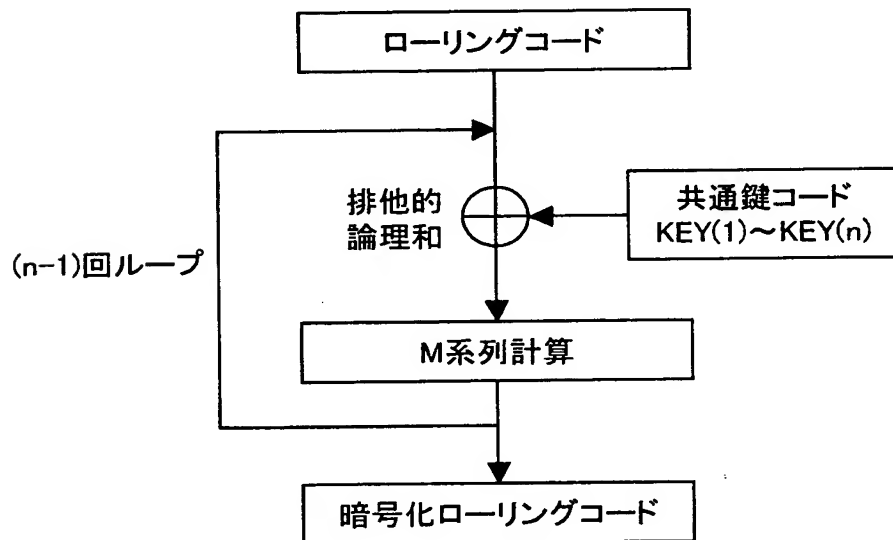 ローリングコード
排他的
論理和
共通鍵コード
KEY(1)～KEY(n)
(n-1)回ループ
M系列計算
暗号化ローリングコード